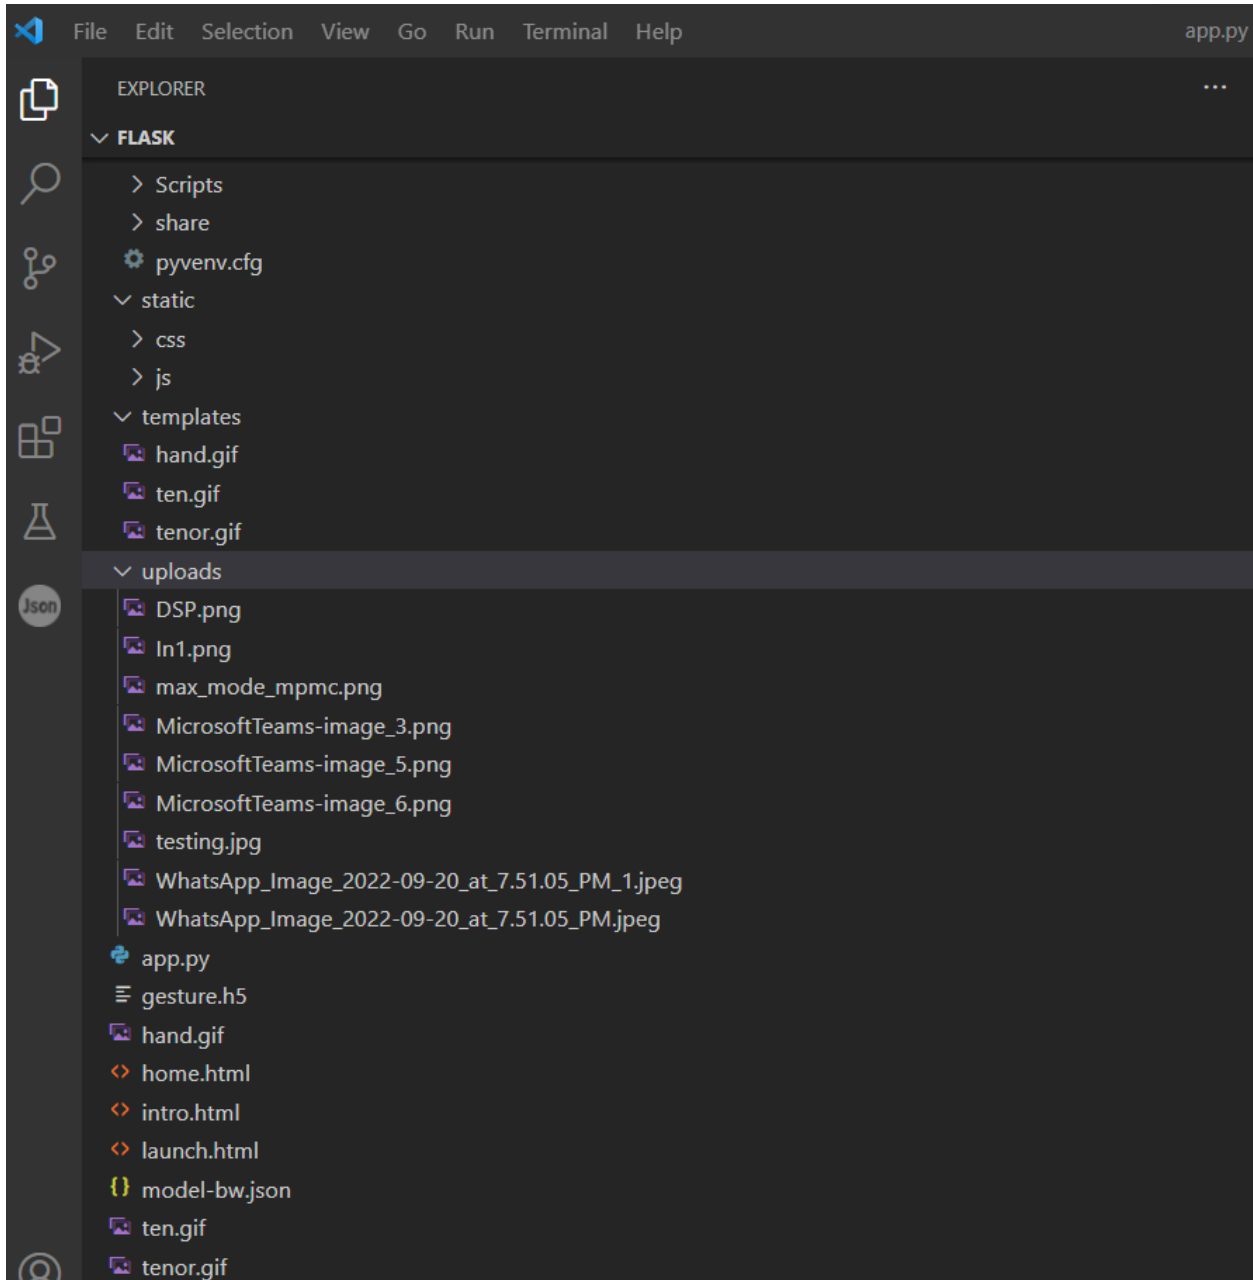 File Edit Selection View Go Run Terminal Help app.py
EXPLORER
FLASK
Scripts
share
pyvenv.cfg
static
css
js
templates
hand.gif
ten.gif
tenor.gif
uploads
Json
DSP.png
In1.png
max_mode_mpmc.png
MicrosoftTeams-image_3.png
MicrosoftTeams-image_5.png
MicrosoftTeams-image_6.png
testing.jpg
WhatsApp_Image_2022-09-20_at_7.51.05_PM_1.jpeg
WhatsApp_Image_2022-09-20_at_7.51.05_PM.jpeg
app.py
gesture.h5
hand.gif
home.html
intro.html
launch.html
model-bw.json
ten.gif
tenor.gif